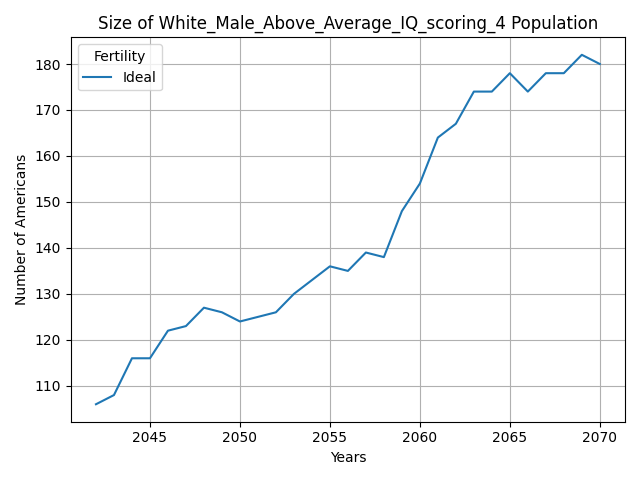 Size of White_Male_Above_Average_IQ_scoring_4 Population
Fertility
Ideal
180
170
160
150
140
130
120
110
Number of Americans
2045 2050 2055 2060 2065 2070
Years